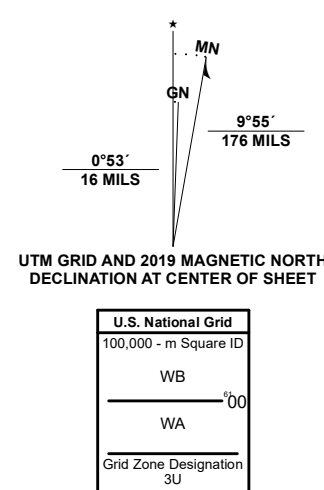 ★
MN
GN
9°55´
176 MILS
0°53´
16 MILS
UTM GRID AND 2019 MAGNETIC NORTH
DECLINATION AT CENTER OF SHEET
U.S. National Grid
100,000 - m Square ID
WB
6100
WA
Grid Zone Designation
3U